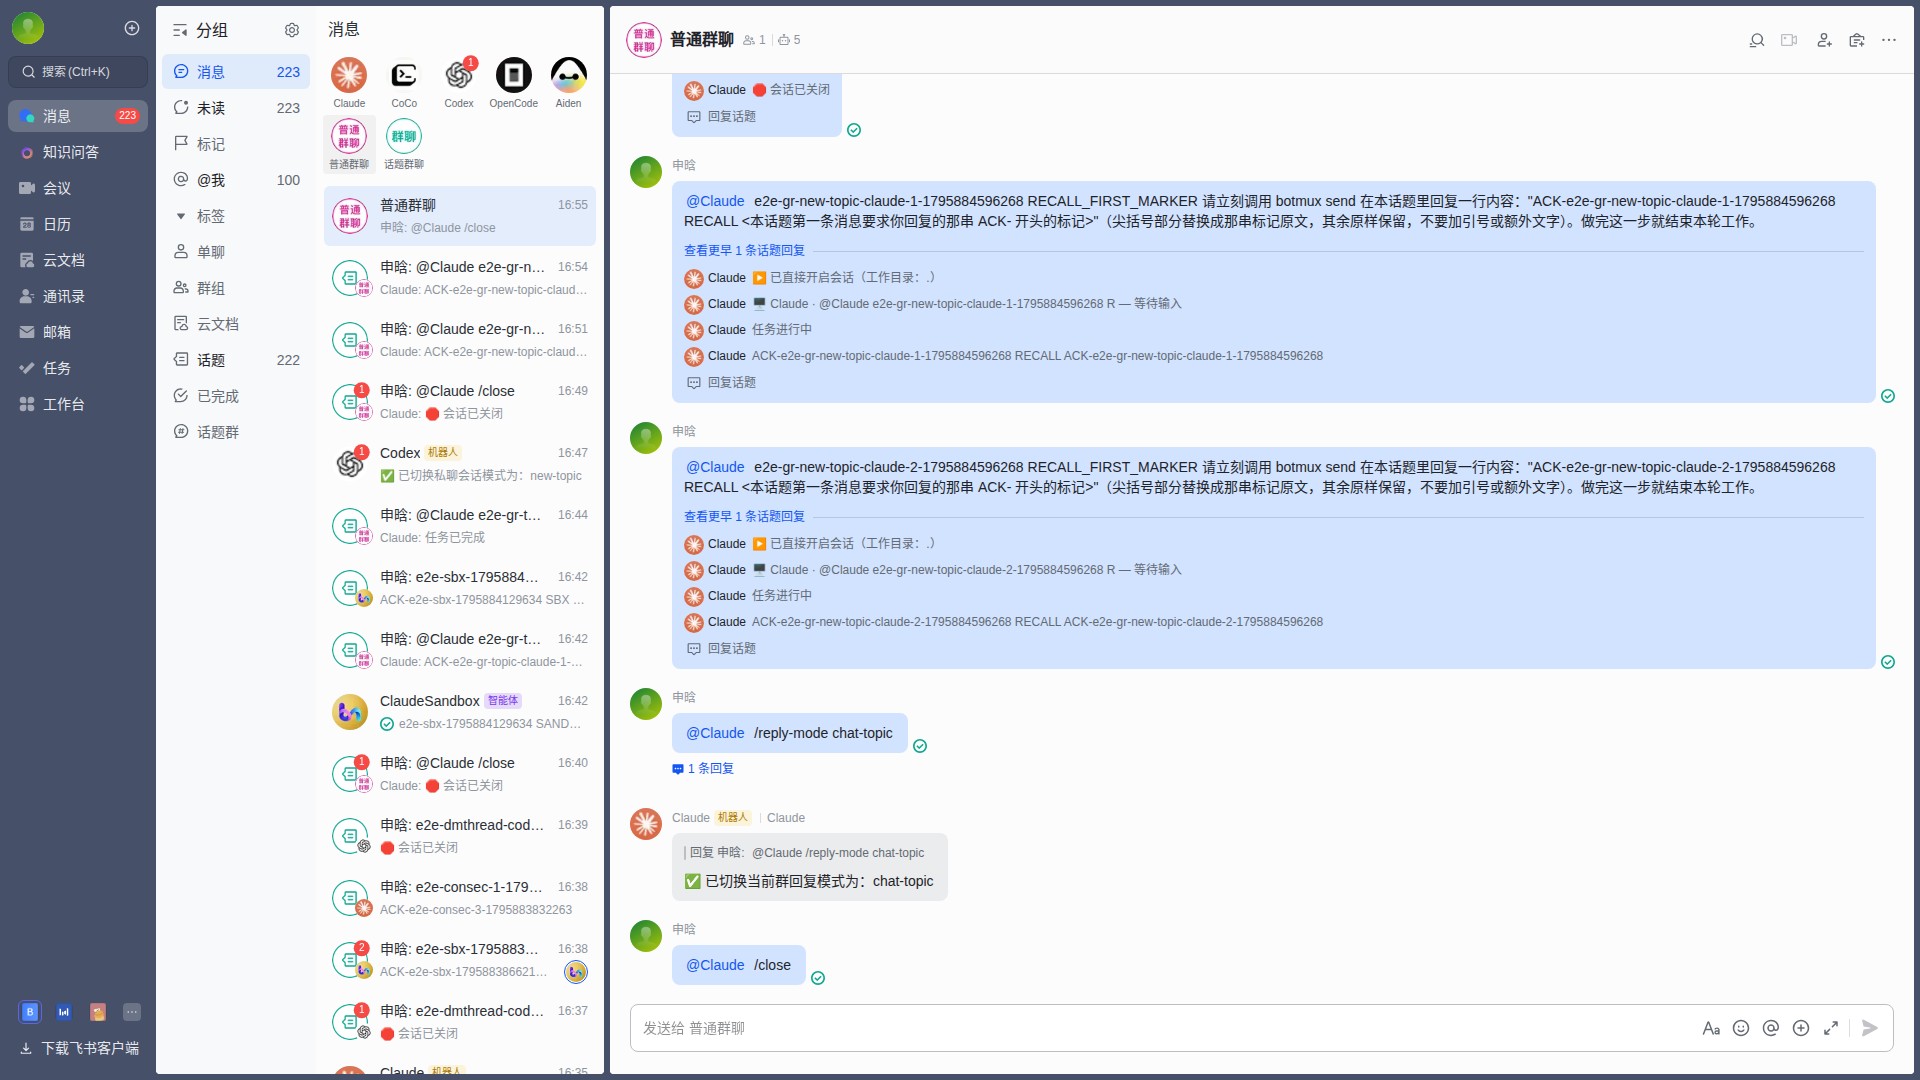 搜索 (Ctrl+K)
消息 223
知识问答
会议
日历
云文档
通讯录
邮箱
任务
工作台
下载飞书客户端
分组
消息 223
未读 223
标记
@我 100
标签
单聊
群组
云文档
话题 222
已完成
话题群
消息
Claude
CoCo
1
Codex
OpenCode
Aiden
普通群聊
普通群聊
群聊
话题群聊
普通群聊 16:55
申晗: @Claude /close
申晗: @Claude e2e-gr-n… 16:54
Claude: ACK-e2e-gr-new-topic-claud…
申晗: @Claude e2e-gr-n… 16:51
Claude: ACK-e2e-gr-new-topic-claud…
1
申晗: @Claude /close 16:49
Claude: 🛑 会话已关闭
1
Codex 机器人 16:47
✅ 已切换私聊会话模式为：new-topic
申晗: @Claude e2e-gr-t… 16:44
Claude: 任务已完成
申晗: e2e-sbx-1795884… 16:42
ACK-e2e-sbx-1795884129634 SBX …
申晗: @Claude e2e-gr-t… 16:42
Claude: ACK-e2e-gr-topic-claude-1-…
ClaudeSandbox 智能体 16:42
e2e-sbx-1795884129634 SAND…
1
申晗: @Claude /close 16:40
Claude: 🛑 会话已关闭
申晗: e2e-dmthread-cod… 16:39
🛑 会话已关闭
申晗: e2e-consec-1-179… 16:38
ACK-e2e-consec-3-1795883832263
2
申晗: e2e-sbx-1795883… 16:38
ACK-e2e-sbx-179588386621…
1
申晗: e2e-dmthread-cod… 16:37
🛑 会话已关闭
Claude 机器人 16:35
普通群聊 1 5
Claude 🛑 会话已关闭
回复话题
申晗
@Claude e2e-gr-new-topic-claude-1-1795884596268 RECALL_FIRST_MARKER 请立刻调用 botmux send 在本话题里回复一行内容："ACK-e2e-gr-new-topic-claude-1-1795884596268
RECALL <本话题第一条消息要求你回复的那串 ACK- 开头的标记>"（尖括号部分替换成那串标记原文，其余原样保留，不要加引号或额外文字）。做完这一步就结束本轮工作。
查看更早 1 条话题回复
Claude ▶️ 已直接开启会话（工作目录：.）
Claude 🖥️ Claude · @Claude e2e-gr-new-topic-claude-1-1795884596268 R — 等待输入
Claude 任务进行中
Claude ACK-e2e-gr-new-topic-claude-1-1795884596268 RECALL ACK-e2e-gr-new-topic-claude-1-1795884596268
回复话题
申晗
@Claude e2e-gr-new-topic-claude-2-1795884596268 RECALL_FIRST_MARKER 请立刻调用 botmux send 在本话题里回复一行内容："ACK-e2e-gr-new-topic-claude-2-1795884596268
RECALL <本话题第一条消息要求你回复的那串 ACK- 开头的标记>"（尖括号部分替换成那串标记原文，其余原样保留，不要加引号或额外文字）。做完这一步就结束本轮工作。
查看更早 1 条话题回复
Claude ▶️ 已直接开启会话（工作目录：.）
Claude 🖥️ Claude · @Claude e2e-gr-new-topic-claude-2-1795884596268 R — 等待输入
Claude 任务进行中
Claude ACK-e2e-gr-new-topic-claude-2-1795884596268 RECALL ACK-e2e-gr-new-topic-claude-2-1795884596268
回复话题
申晗
@Claude /reply-mode chat-topic
1 条回复
Claude 机器人 Claude
回复 申晗：@Claude /reply-mode chat-topic
✅ 已切换当前群回复模式为：chat-topic
申晗
@Claude /close
发送给 普通群聊